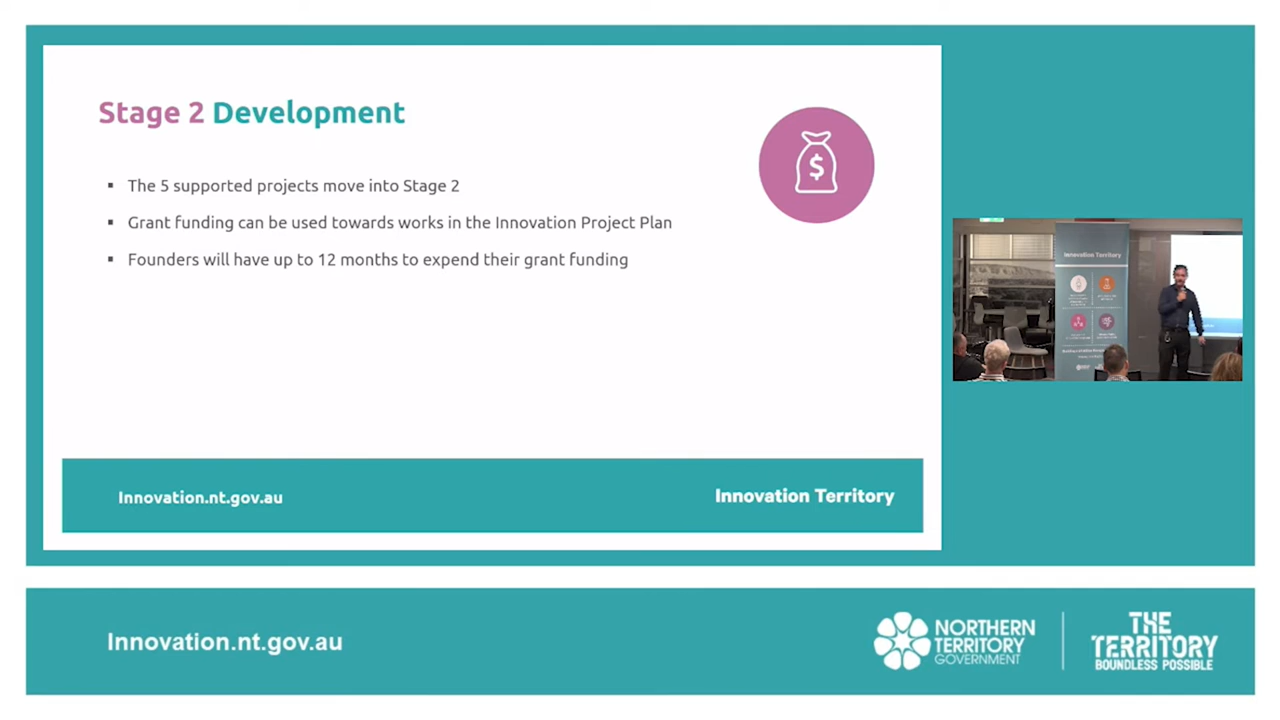 Stage 2 Development
▪ The 5 supported projects move into Stage 2
▪ Grant funding can be used towards works in the Innovation Project Plan
▪ Founders will have up to 12 months to expend their grant funding
$
Innovation.nt.gov.au
Innovation Territory
Innovation Territory
Innovation.nt.gov.au
NORTHERN
TERRITORY
GOVERNMENT
THE
TERRITORY
BOUNDLESS POSSIBLE